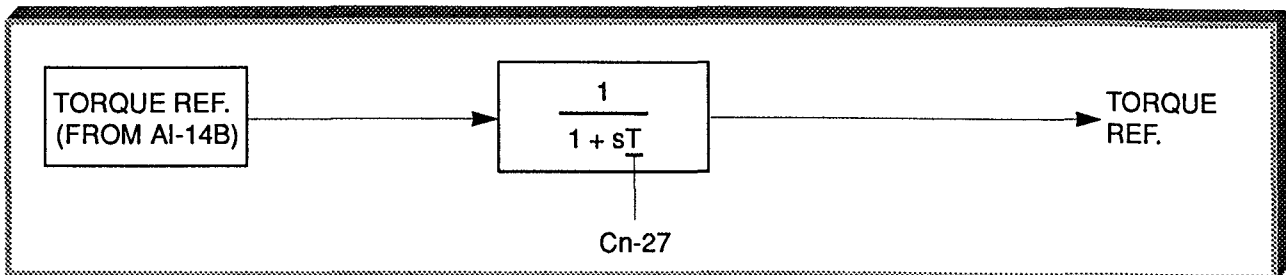 TORQUE REF.
(FROM AI-14B)
1
1 + sT
Cn-27
TORQUE
REF.